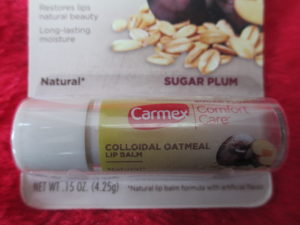 Restores lips
natural beauty
Long-lasting
moisture
Natural*
SUGAR PLUM
Carmex
Comfort
Care
COLLOIDAL OATMEAL
LIP BALM
Natural*
NET WT .15 OZ. (4.25g)
*Natural lip balm formula with artificial flavor